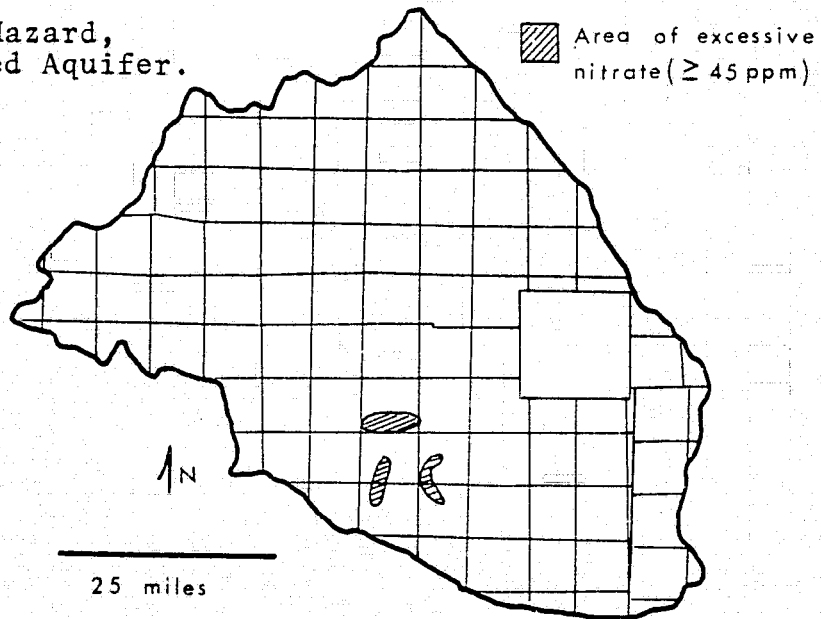 Hazard,
ed Aquifer.
Area of excessive
nitrate (≥ 45 ppm)
N
25 miles